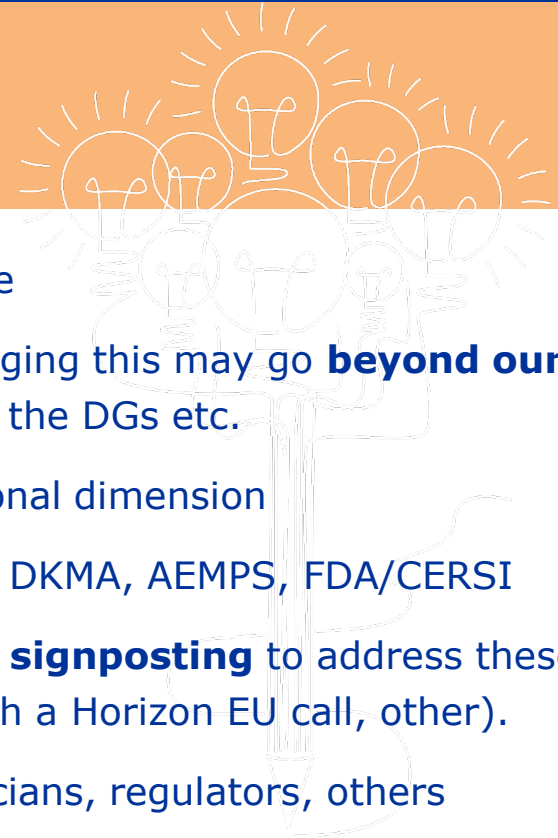 e
ging this may go beyond our
the DGs etc.
onal dimension
DKMA, AEMPS, FDA/CERSI
signposting to address these
h a Horizon EU call, other).
cians, regulators, others